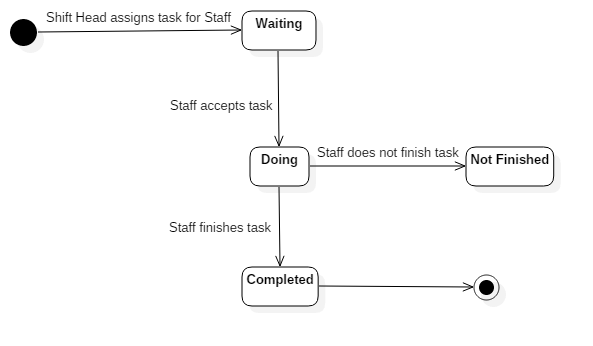 Shift Head assigns task for Staff
Waiting
Staff accepts task
Doing
Staff does not finish task
Not Finished
Staff finishes task
Completed